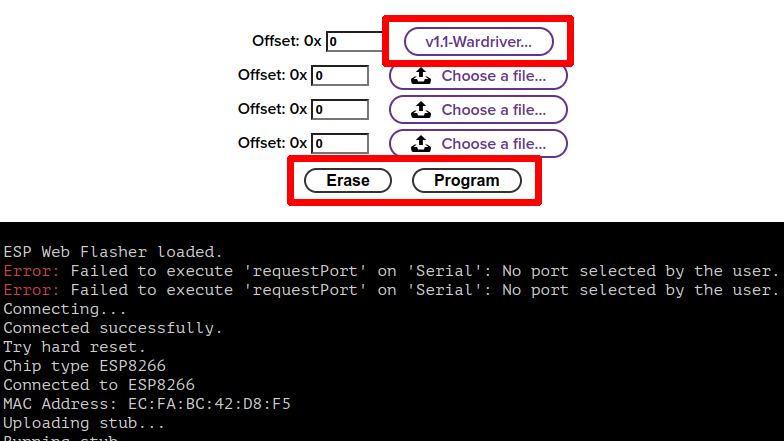 Offset: 0x 0 v1.1-Wardriver...
Offset: 0x 0 Choose a file...
Offset: 0x 0 Choose a file...
Offset: 0x 0 Choose a file...
Erase Program
ESP Web Flasher loaded.
Error: Failed to execute 'requestPort' on 'Serial': No port selected by the user.
Error: Failed to execute 'requestPort' on 'Serial': No port selected by the user.
Connecting...
Connected successfully.
Try hard reset.
Chip type ESP8266
Connected to ESP8266
MAC Address: EC:FA:BC:42:D8:F5
Uploading stub...
Running stub